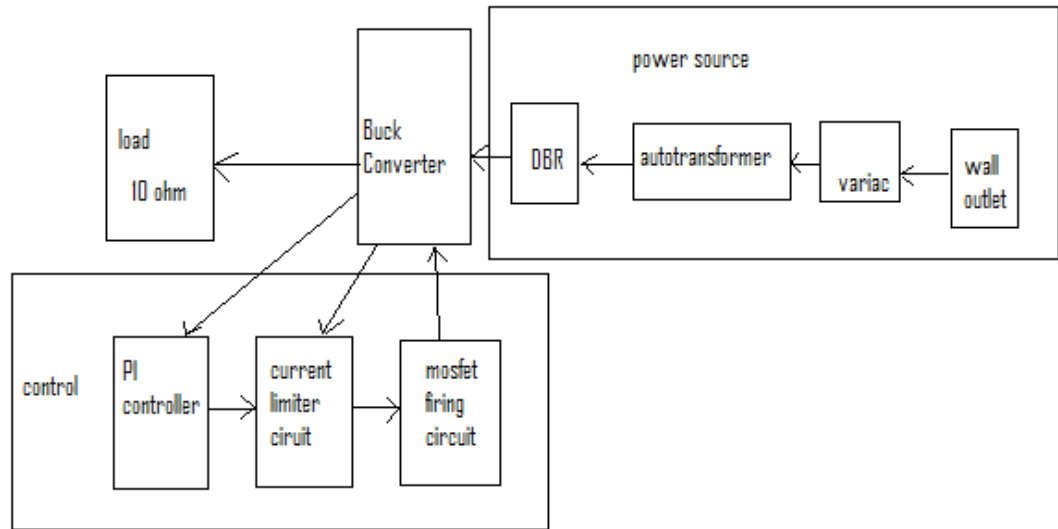 power source
load
10 ohm
Buck
Converter
DBR
autotransformer
variac
wall
outlet
control
PI
controller
current
limiter
ciruit
mosfet
firing
circuit